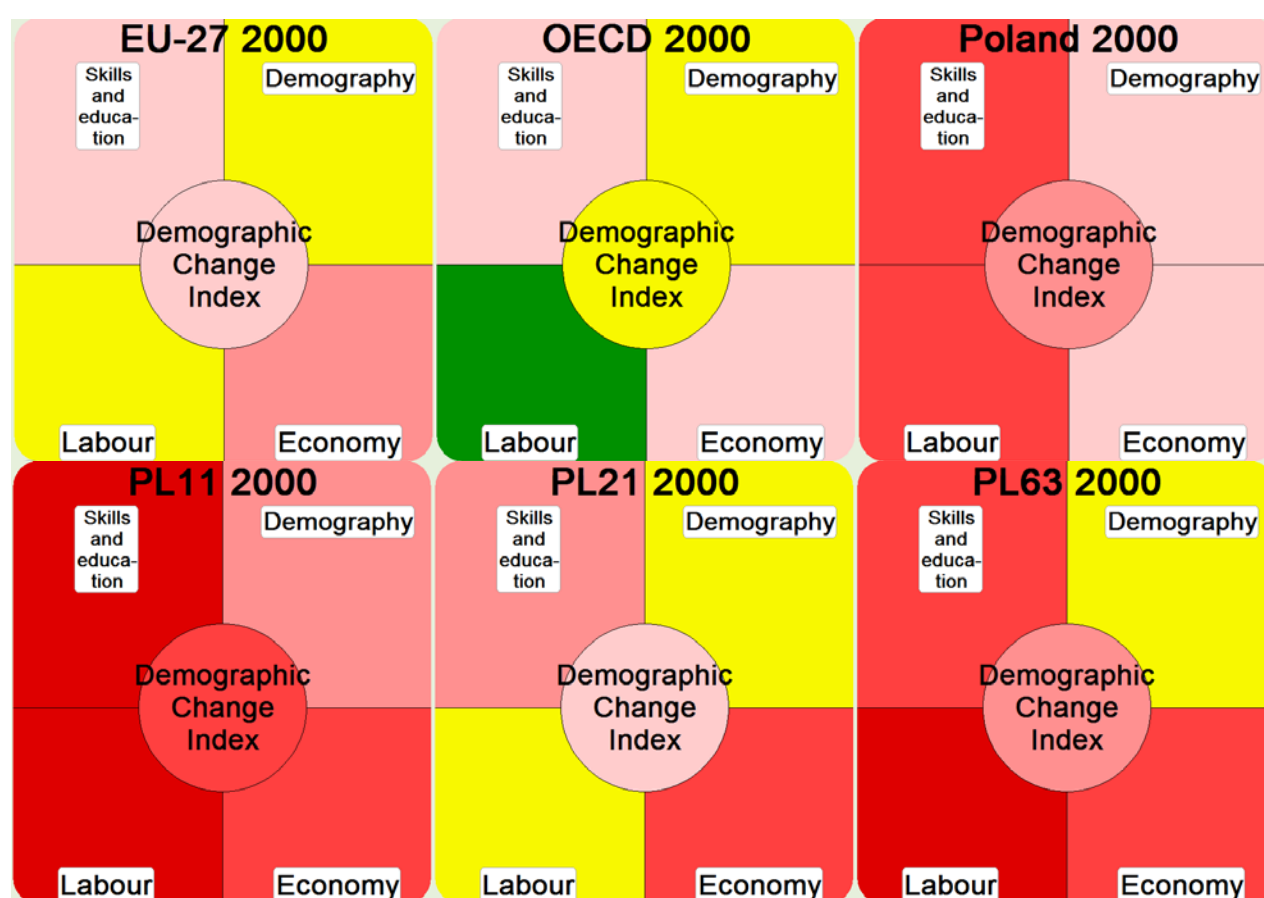 EU-27 2000
Skills
and
educa-
tion
Demography
Demographic
Change
Index
Labour
Economy
OECD 2000
Skills
and
educa-
tion
Demography
Demographic
Change
Index
Labour
Economy
Poland 2000
Skills
and
educa-
tion
Demography
Demographic
Change
Index
Labour
Economy
PL11 2000
Skills
and
educa-
tion
Demography
Demographic
Change
Index
Labour
Economy
PL21 2000
Skills
and
educa-
tion
Demography
Demographic
Change
Index
Labour
Economy
PL63 2000
Skills
and
educa-
tion
Demography
Demographic
Change
Index
Labour
Economy